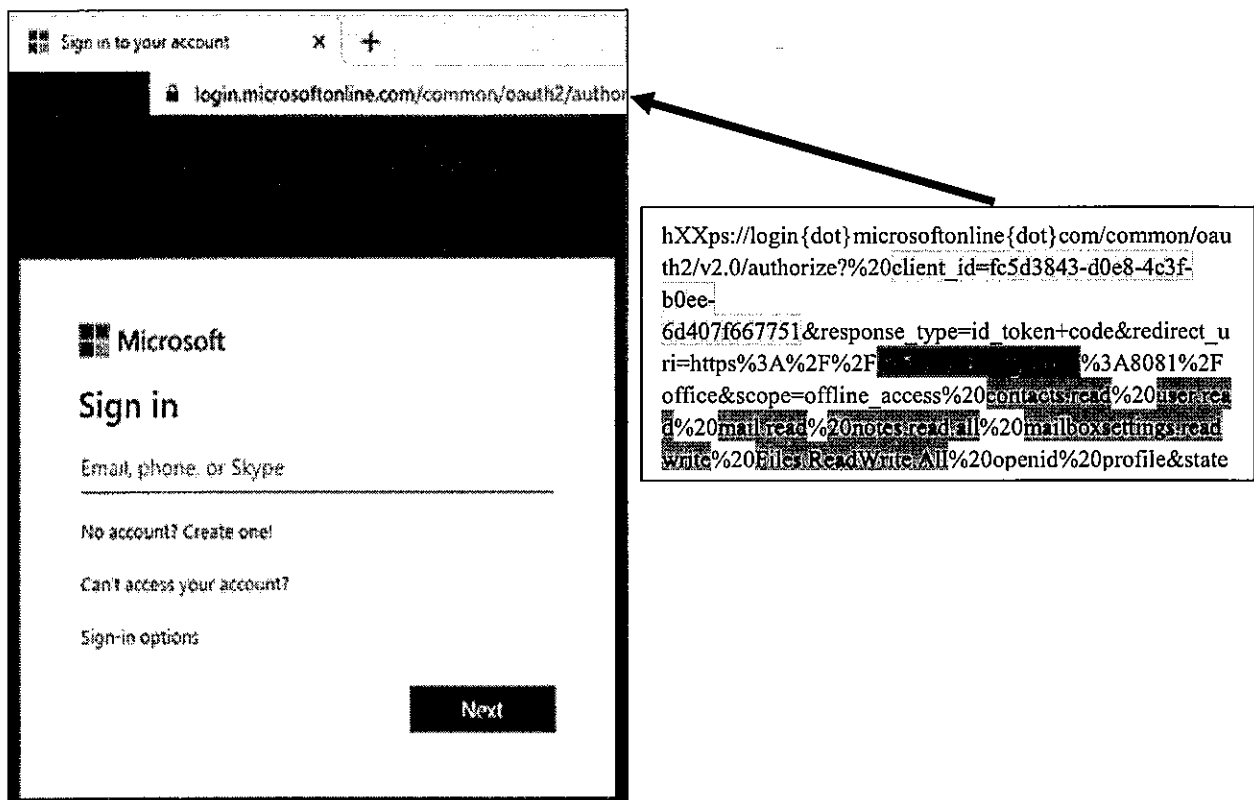 Sign in to your account
login.microsoftonline.com/common/oauth2/author
Microsoft
Sign in
Email, phone, or Skype
No account? Create one!
Can't access your account?
Sign-in options
Next
hXXps://login{dot}microsoftonline{dot}com/common/oau
th2/v2.0/authorize?%20client_id=fc5d3843-d0e8-4c3f-
b0ee-
6d407f667751&response_type=id_token+code&redirect_u
ri=https%3A%2F%2F %3A8081%2F
office&scope=offline_access%20contacts.read%20user.rea
d%20mail.read%20notes.read.all%20mailboxsettings.read
write%20Files.ReadWrite.All%20openid%20profile&state